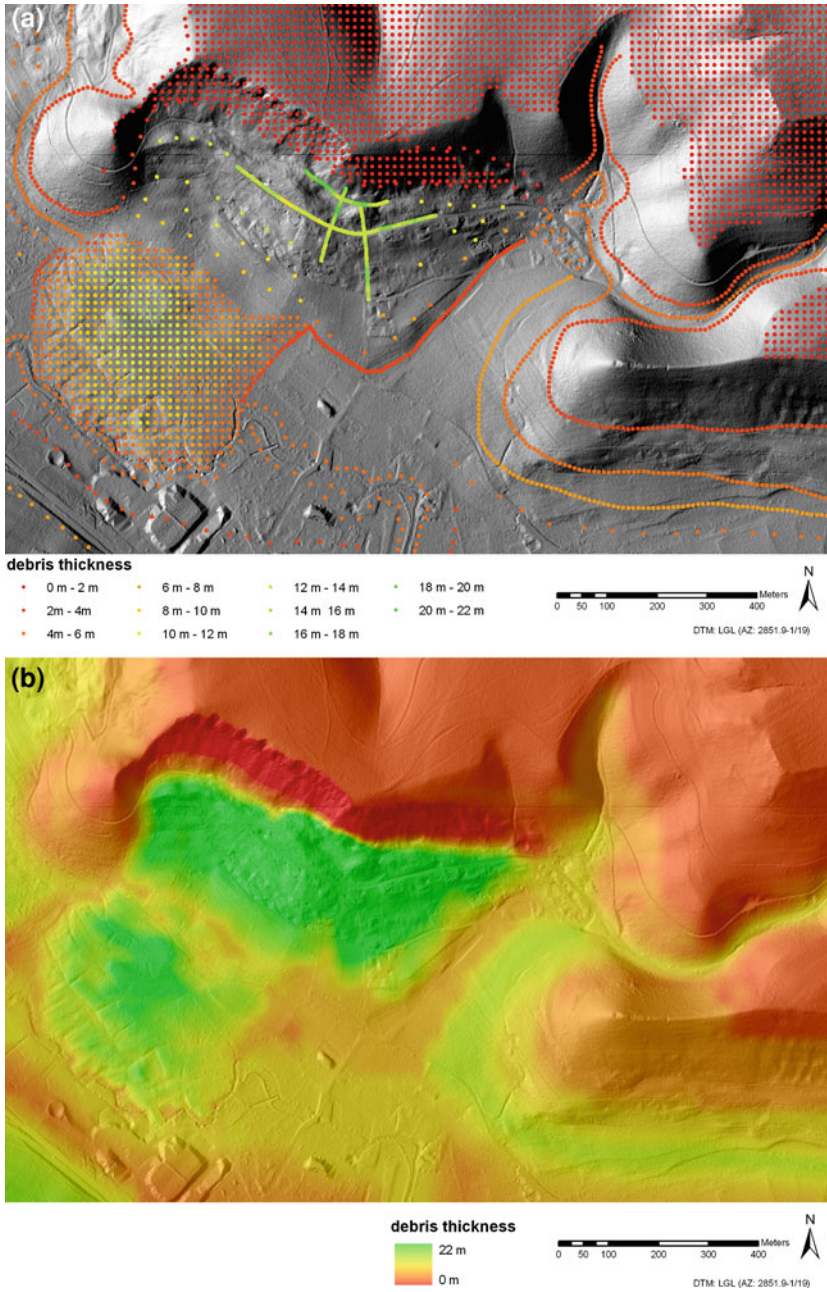 (a)
debris thickness
0 m - 2 m
2m - 4m
4m - 6 m
6 m - 8 m
8 m - 10 m
10 m - 12 m
12 m - 14 m
14 m 16 m
16 m - 18 m
18 m - 20 m
20 m - 22 m
N
Meters
0 50 100 200 300 400
DTM: LGL (AZ: 2851.9-1/19)
(b)
debris thickness
22 m
0 m
N
Meters
0 50 100 200 300 400
DTM: LGL (AZ: 2851.9-1/19)